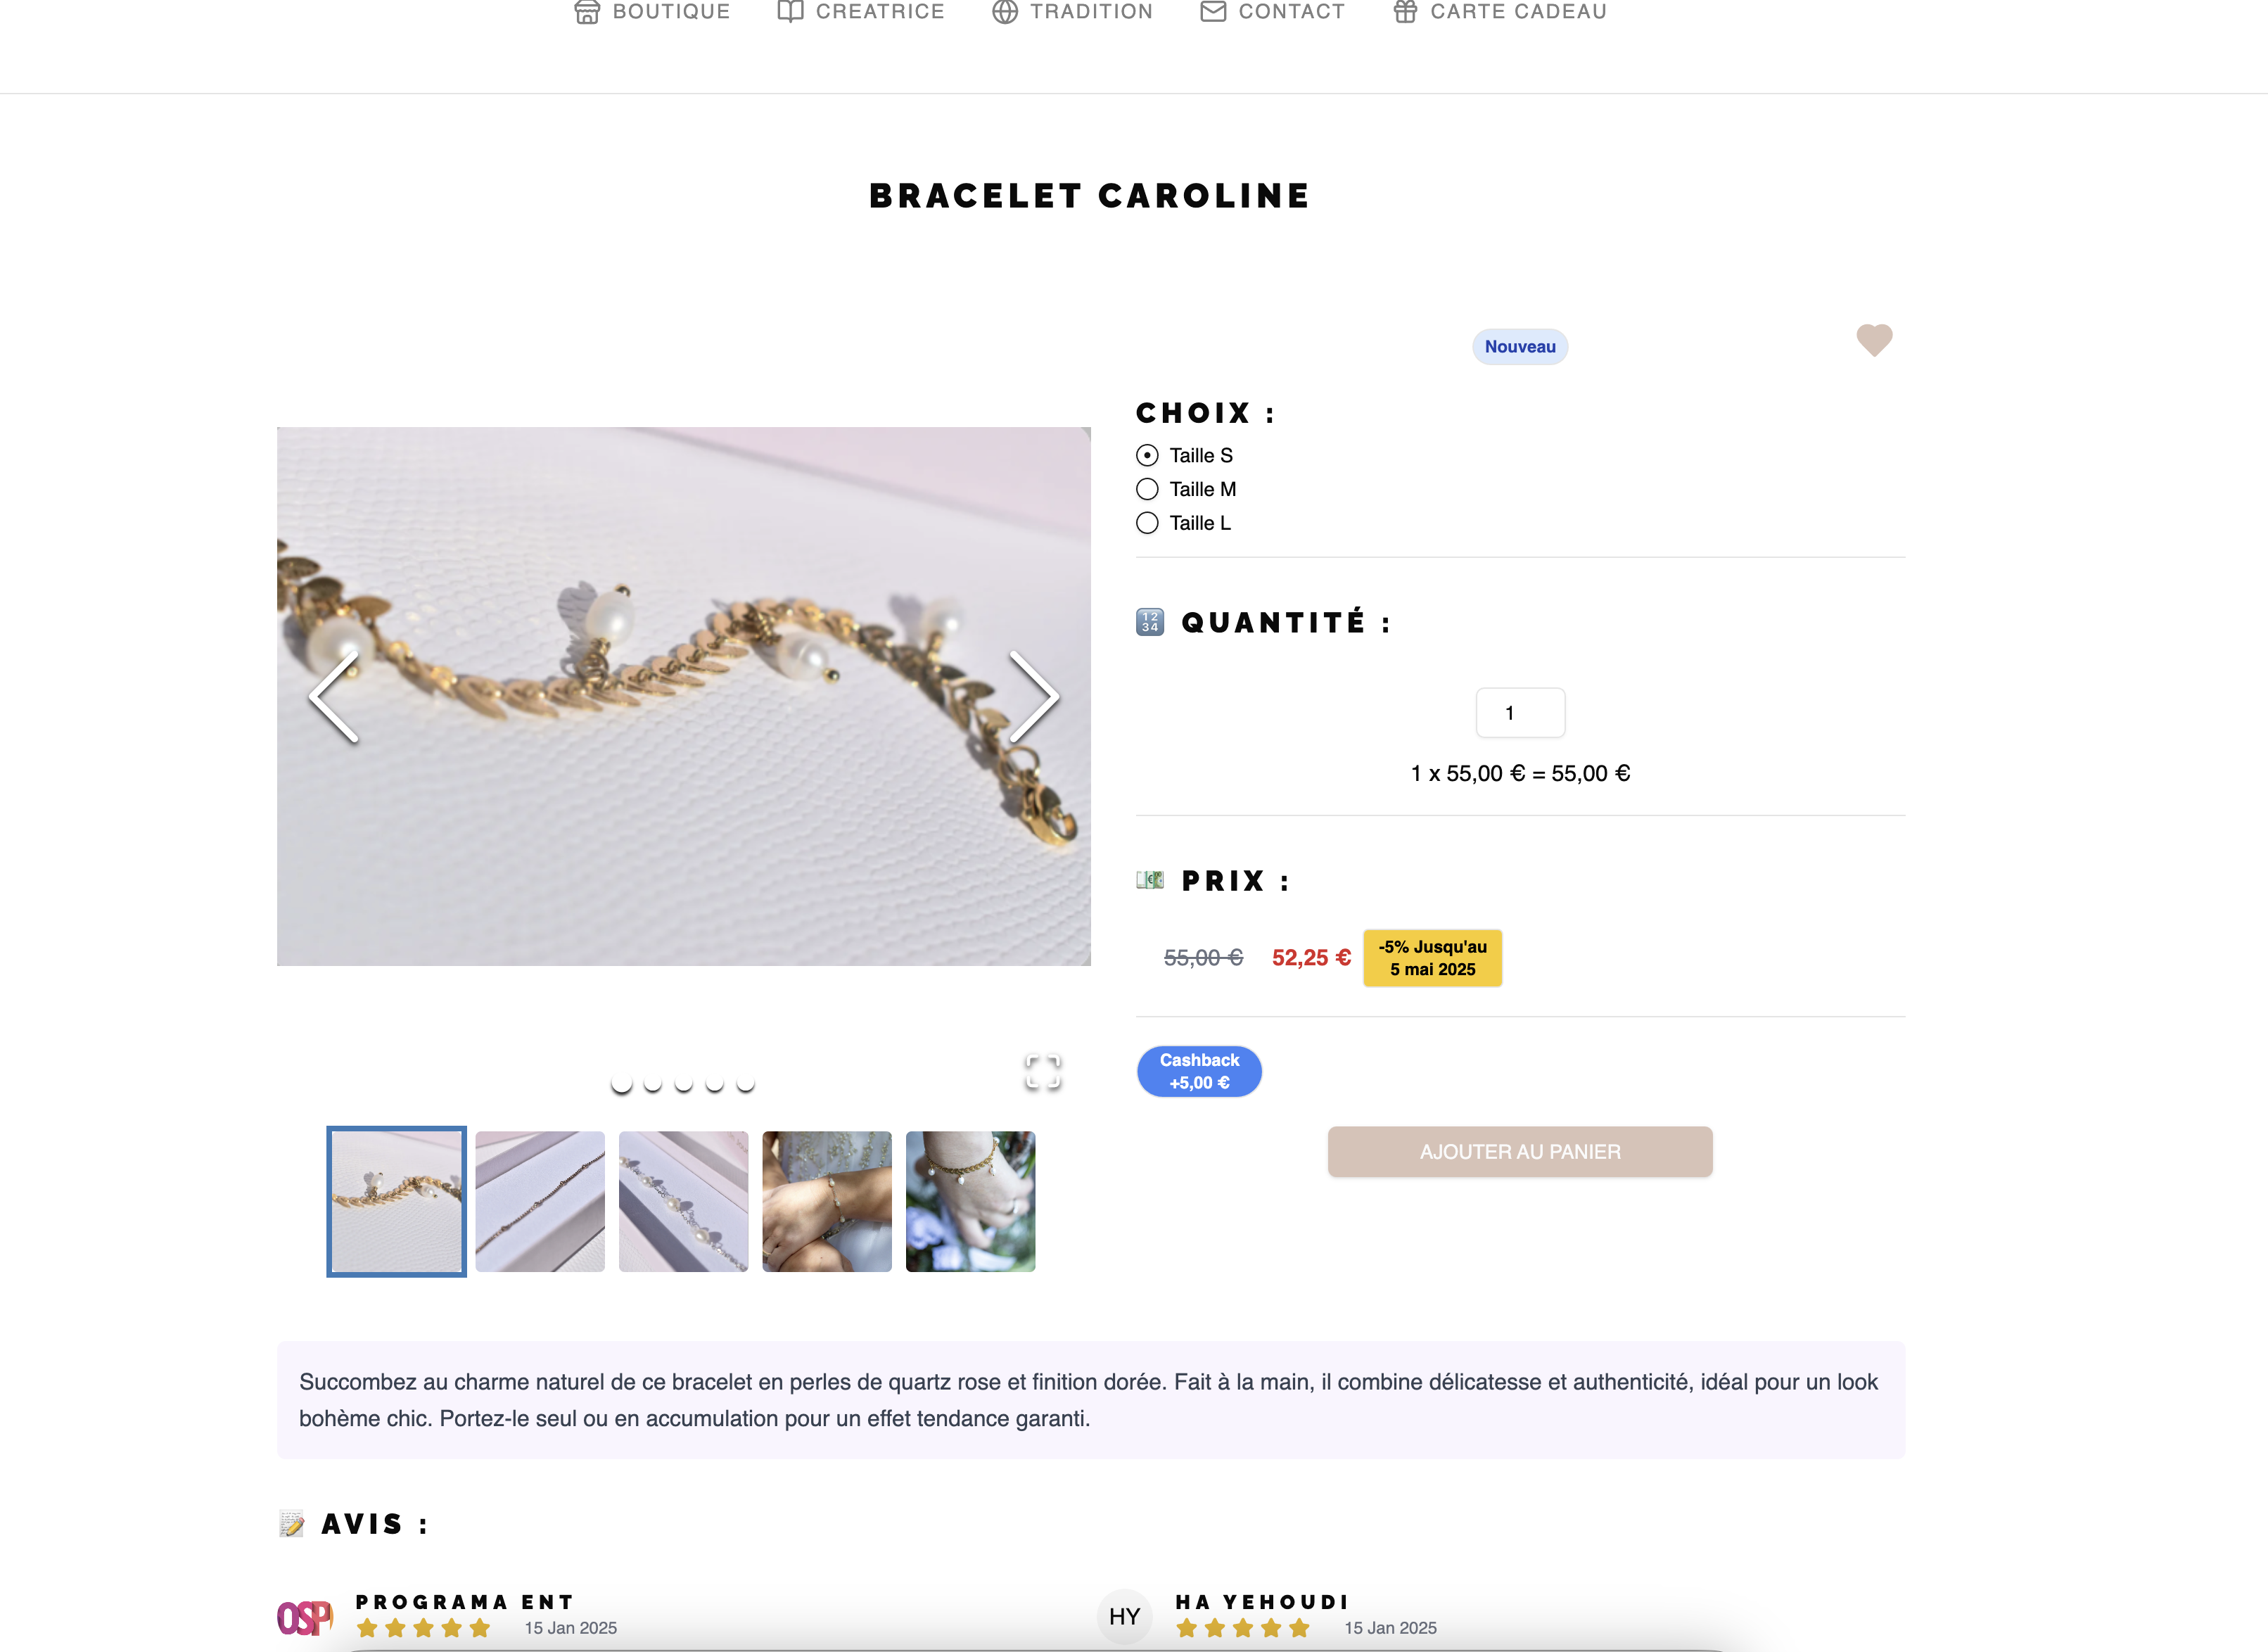 BOUTIQUE CREATRICE TRADITION CONTACT CARTE CADEAU
BRACELET CAROLINE
Nouveau
CHOIX :
Taille S
Taille M
Taille L
🔢 QUANTITÉ :
1
1 x 55,00 € = 55,00 €
💶 PRIX :
55,00 € 52,25 €
-5% Jusqu'au
5 mai 2025
Cashback
+5,00 €
AJOUTER AU PANIER
Succombez au charme naturel de ce bracelet en perles de quartz rose et finition dorée. Fait à la main, il combine délicatesse et authenticité, idéal pour un look
bohème chic. Portez-le seul ou en accumulation pour un effet tendance garanti.
📝 AVIS :
OSP PROGRAMA ENT
15 Jan 2025
HY HA YEHOUDI
15 Jan 2025